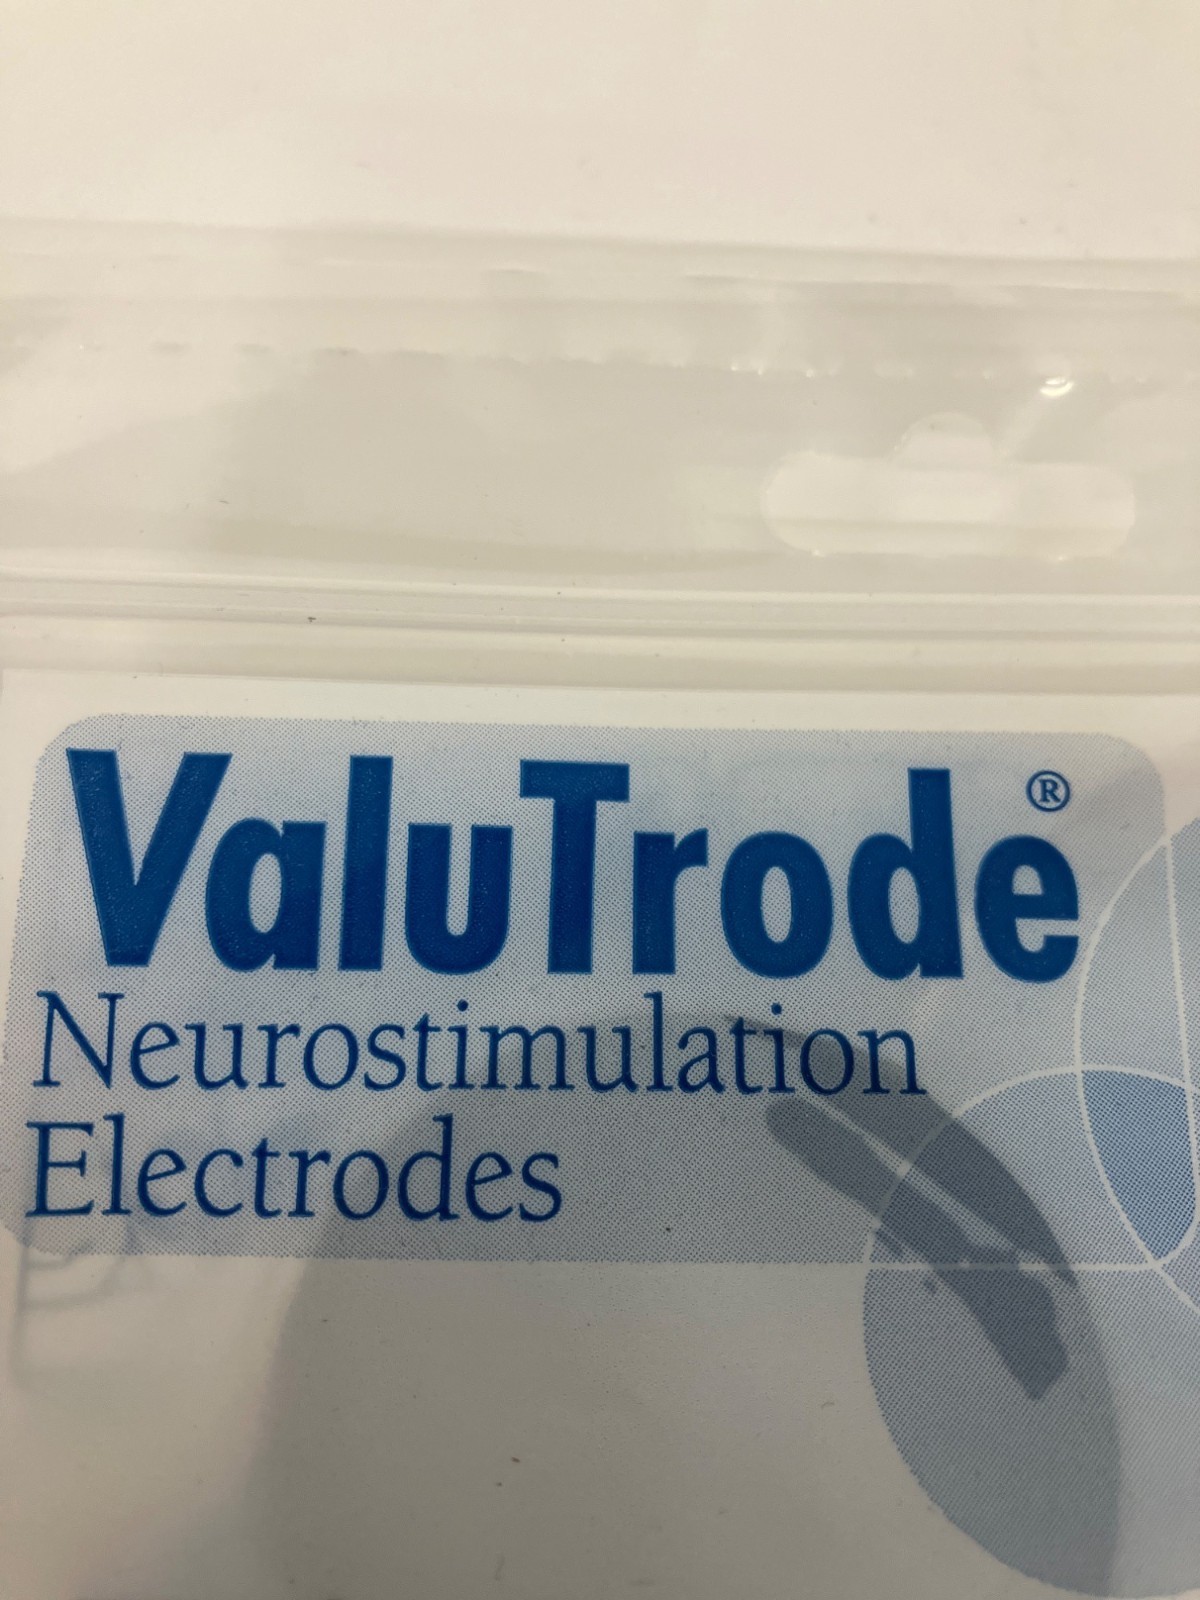 ValuTrode®
Neurostimulation
Electrodes